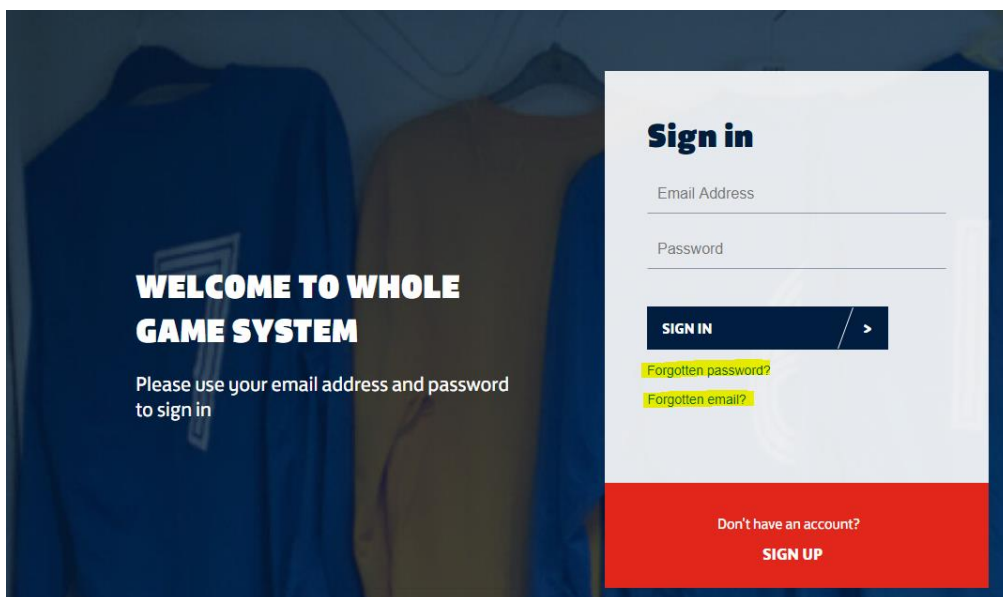 WELCOME TO WHOLE
GAME SYSTEM
Please use your email address and password
to sign in
Sign in
Email Address
Password
SIGN IN >
Forgotten password?
Forgotten email?
Don't have an account?
SIGN UP